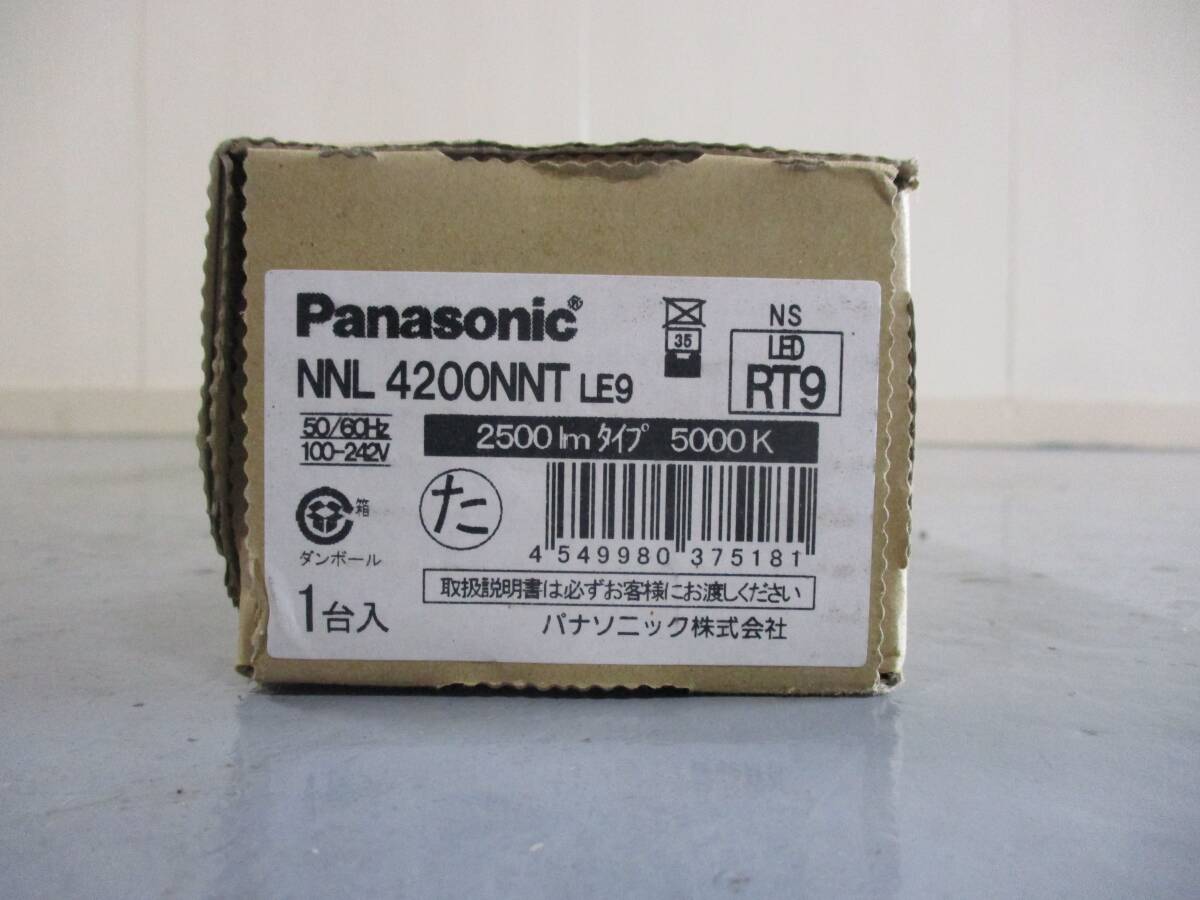 Panasonic®
NNL 4200NNT LE9
35
NS
LED
RT9
50/60Hz
100-242V
2500 lm タイプ 5000K
た
箱
ダンボール
4 549980 375181
1台入
取扱説明書は必ずお客様にお渡しください
パナソニック株式会社